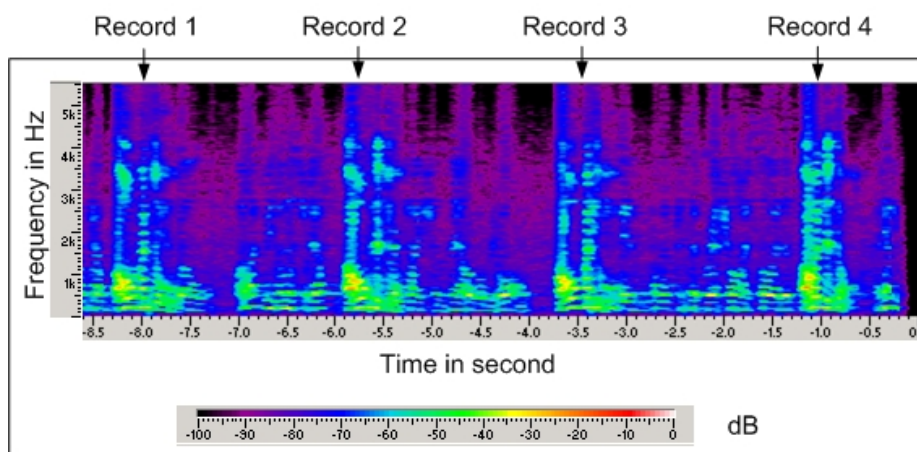 Record 1 Record 2 Record 3 Record 4
Frequency in Hz
5k
4k
3k
2k
1k
-8.5 -8.0 -7.5 -7.0 -6.5 -6.0 -5.5 -5.0 -4.5 -4.0 -3.5 -3.0 -2.5 -2.0 -1.5 -1.0 -0.5 0
Time in second
-100 -90 -80 -70 -60 -50 -40 -30 -20 -10 0 dB